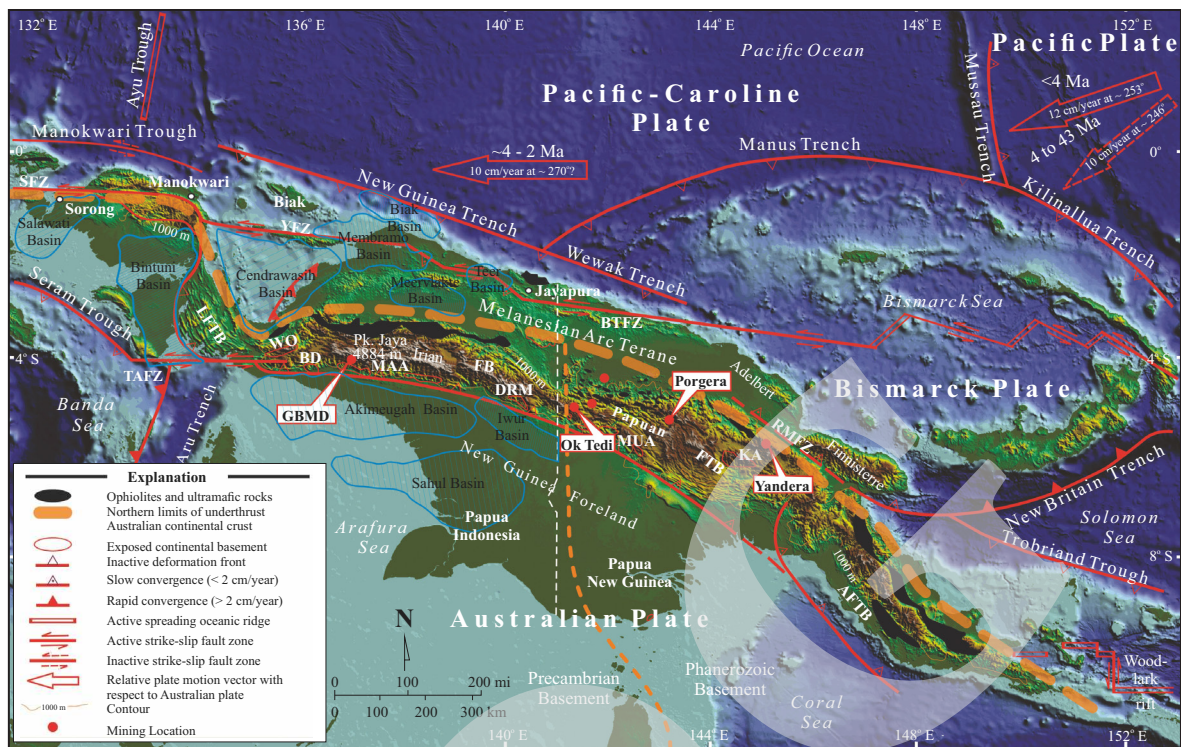 132° E
136° E
140° E
144° E
148° E
152° E
Ayu Trough
Pacific Ocean
Pacific Plate
Pacific-Caroline
Plate
Mussau Trench
<4 Ma
12 cm/year at ~ 253°
4 to 43 Ma
10 cm/year at ~ 246°
Manokwari Trough
0°
~4 - 2 Ma
10 cm/year at ~ 270°?
Manus Trench
0°
SFZ
Manokwari
New Guinea Trench
Kilinallua Trench
Sorong
Biak
Biak
Basin
Salawati
Basin
1000 m
YFZ
Membramo
Basin
Wewak Trench
Bintuni
Basin
Cendrawasih
Basin
Meervlakte
Basin
Teer
Basin
Jayapura
Bismarck Sea
Seram Trough
LFTB
Melanesian Arc Terane
BTFZ
WO
Pk. Jaya
4884 m
Irian
4° S
BD
MAA
FB
1000 m
4° S
TAFZ
DRM
Porgera
Adelbert
Bismarck Plate
GBMD
Akimeugah Basin
Iwur
Basin
Papuan
Banda
Sea
Aru Trench
Ok Tedi
MUA
RMFZ
FTB
KA
Finnisterre
Yandera
New Guinea Foreland
New Britain Trench
Sahul Basin
Solomon
Sea
Arafura
Sea
Papua
Indonesia
Trobriand Trough
8° S
Papua
New Guinea
1000 m
AFTB
N
Australian Plate
Precambrian
Basement
Phanerozoic
Basement
Wood-
lark
rift
Coral
Sea
0 100 200 mi
0 100 200 300 km
Explanation
Ophiolites and ultramafic rocks
Northern limits of underthrust
Australian continental crust
Exposed continental basement
Inactive deformation front
Slow convergence (< 2 cm/year)
Rapid convergence (> 2 cm/year)
Active spreading oceanic ridge
Active strike-slip fault zone
Inactive strike-slip fault zone
Relative plate motion vector with
respect to Australian plate
1000 m
Contour
Mining Location
140° E
144° E
148° E
152° E